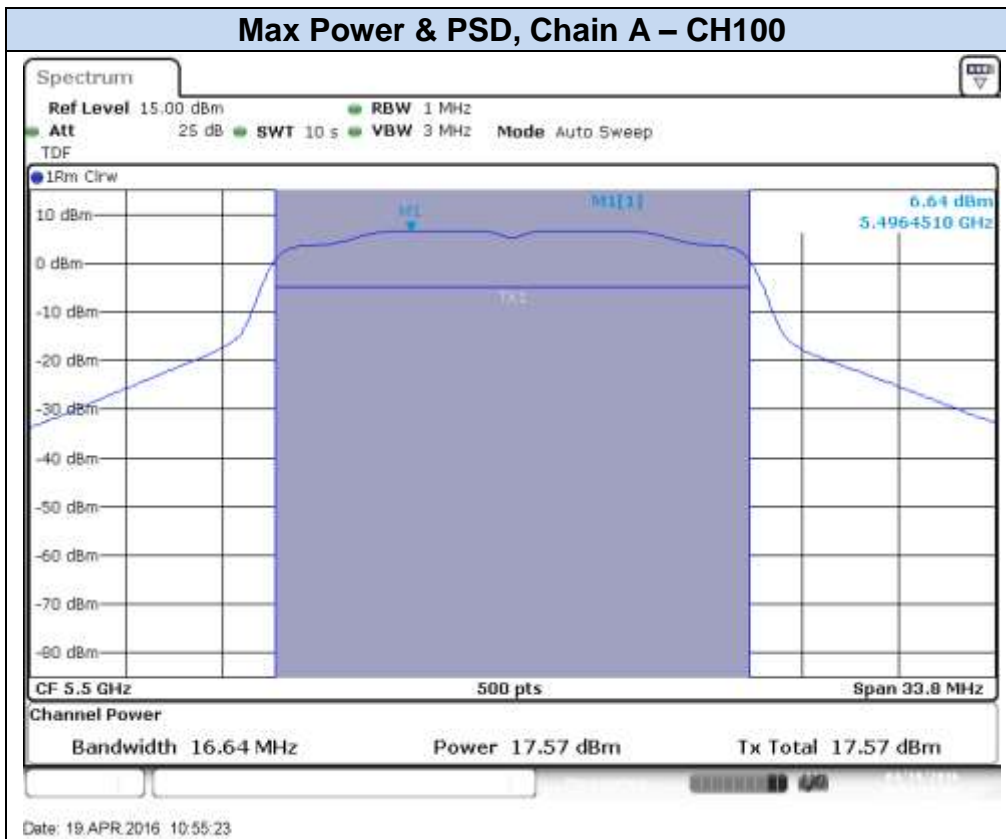 Max Power & PSD, Chain A – CH100
Spectrum
Ref Level 15.00 dBm RBW 1 MHz
Att 25 dB SWT 10 s VBW 3 MHz Mode Auto Sweep
TDF
1Rm Clrw
M1[1] 6.64 dBm
5.4964510 GHz
M1
10 dBm
0 dBm
-10 dBm
TX1
-20 dBm
-30 dBm
-40 dBm
-50 dBm
-60 dBm
-70 dBm
-80 dBm
CF 5.5 GHz 500 pts Span 33.8 MHz
Channel Power
Bandwidth 16.64 MHz Power 17.57 dBm Tx Total 17.57 dBm
Date: 19.APR.2016 10:55:23